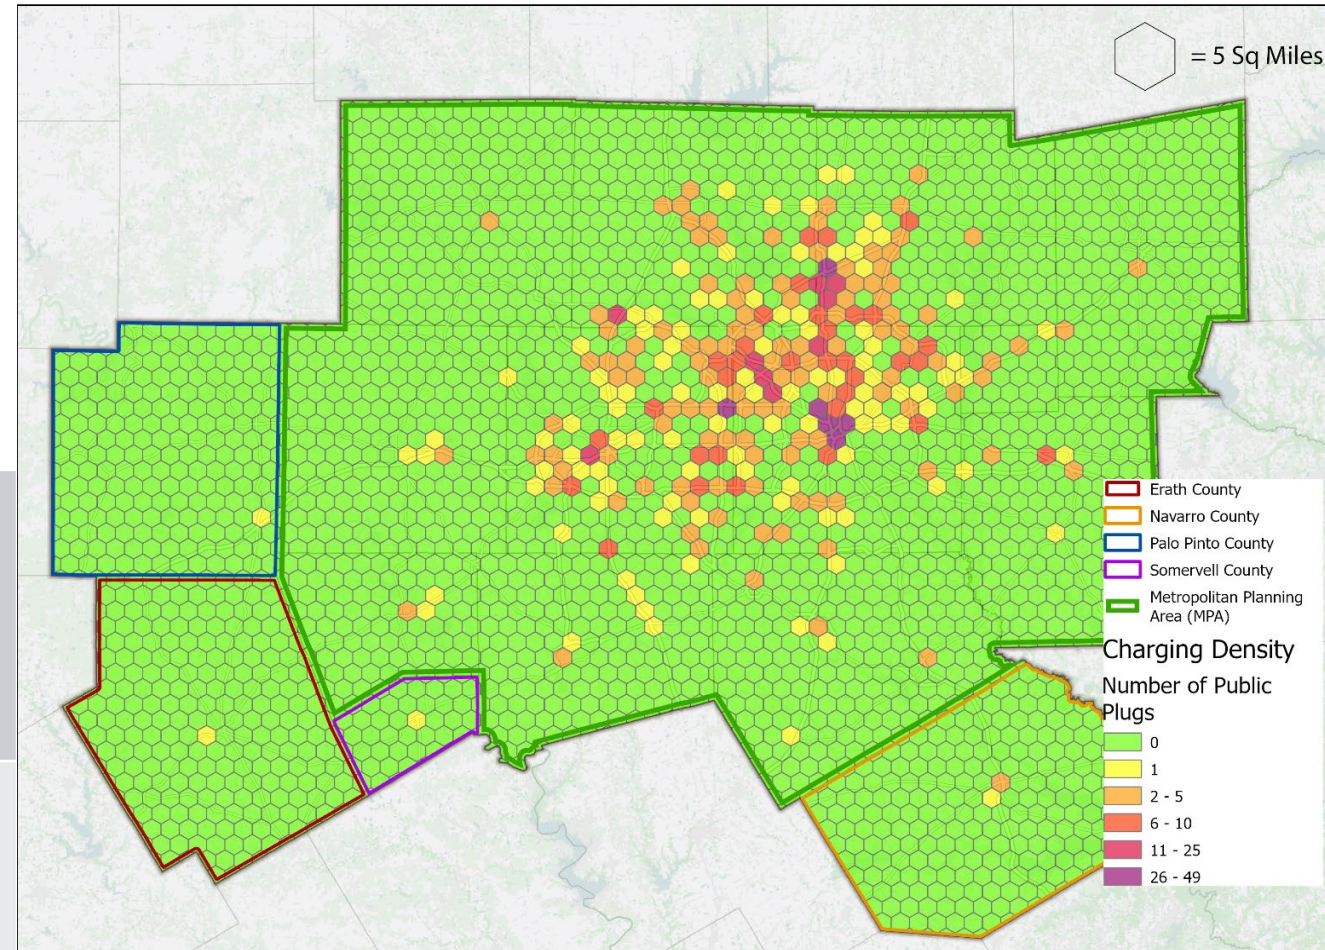 = 5 Sq Miles
Erath County
Navarro County
Palo Pinto County
Somervell County
Metropolitan Planning
Area (MPA)
Charging Density
Number of Public
Plugs
0
1
2 - 5
6 - 10
11 - 25
26 - 49